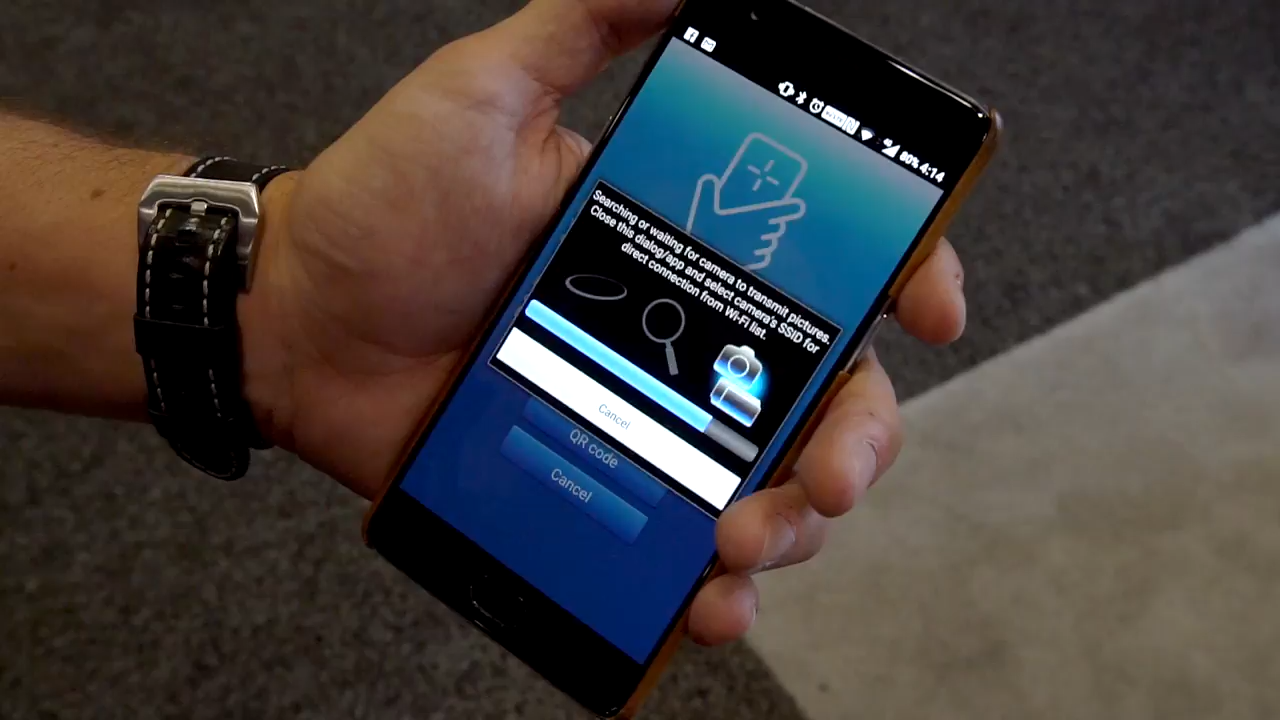 80% 4:14
Searching or waiting for camera to transmit pictures.
Close this dialog/app and select camera's SSID for
direct connection from Wi-Fi list.
Cancel
QR code
Cancel